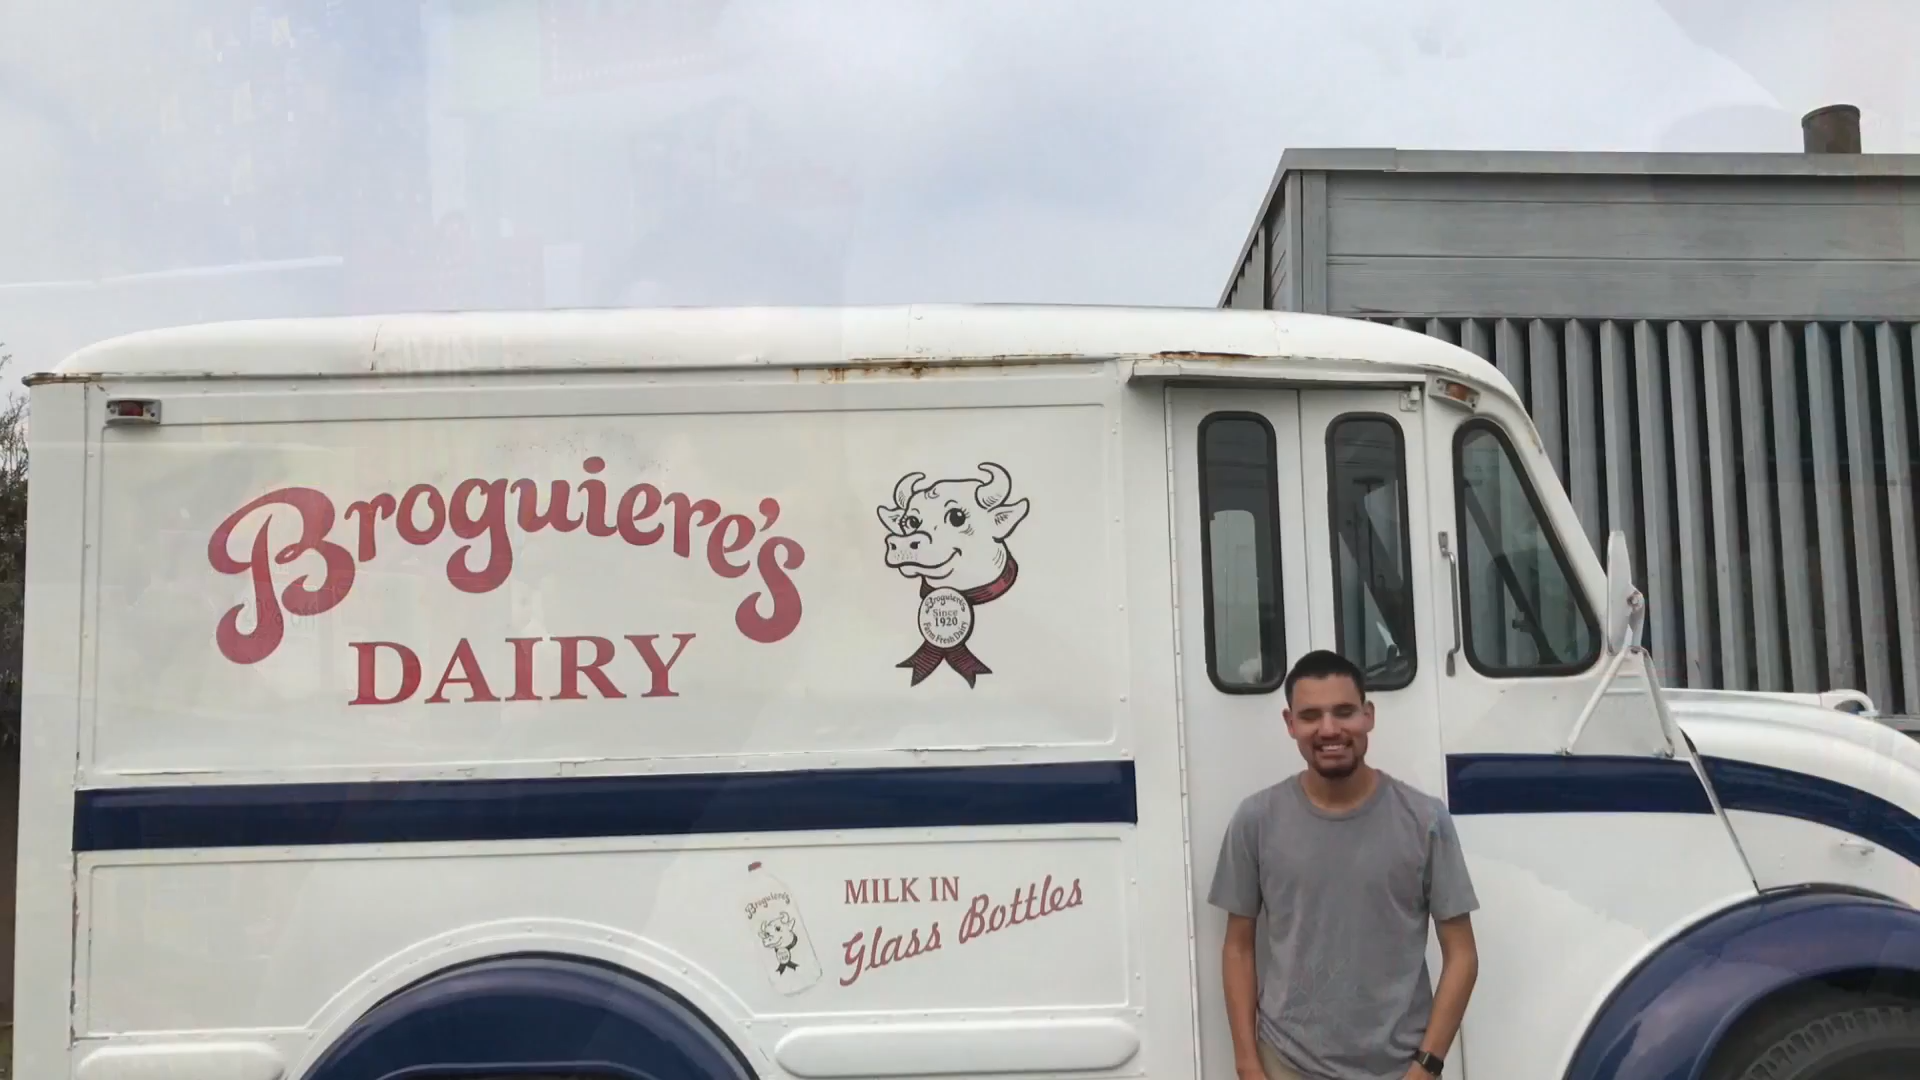 Broguiere's
DAIRY
Broguiere's
Since
1920
Farm Fresh Dairy
MILK IN
Glass Bottles
Broguiere's